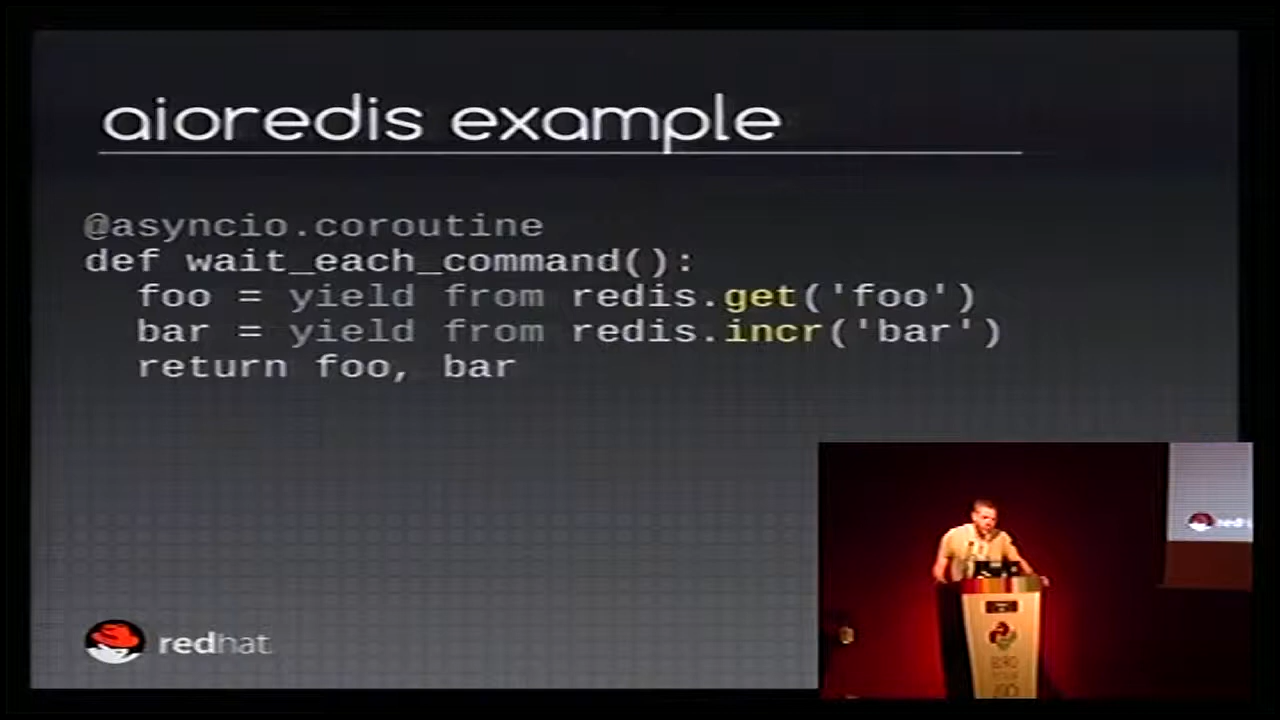 aioredis example
@asyncio.coroutine
def wait_each_command():
  foo = yield from redis.get('foo')
  bar = yield from redis.incr('bar')
  return foo, bar
redhat